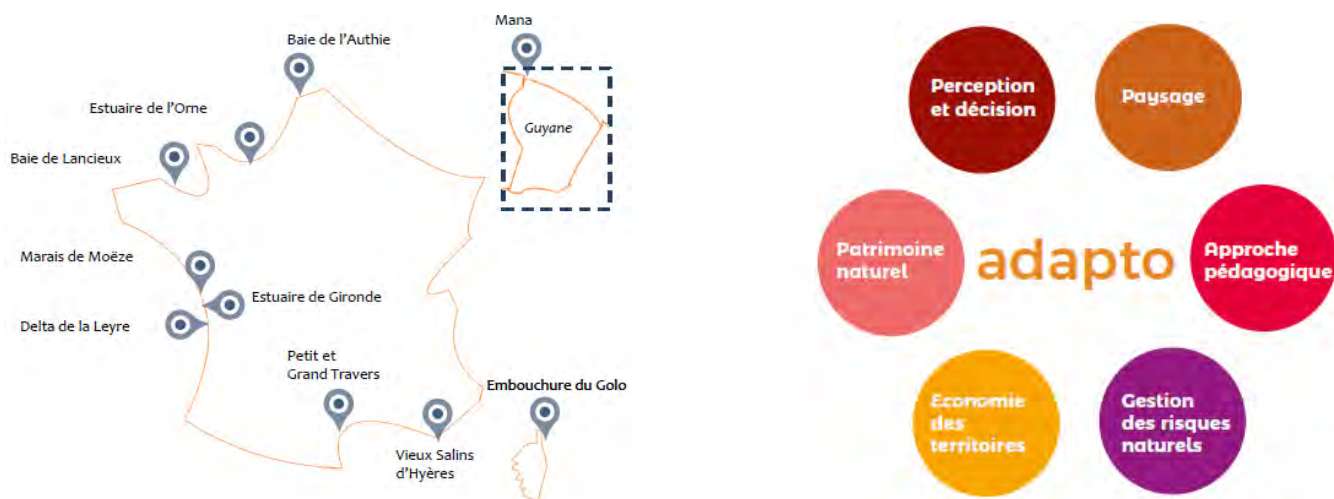 Mana
Baie de l'Authie
Estuaire de l'Orne
Guyane
Baie de Lancieux
Marais de Moëze
Estuaire de Gironde
Delta de la Leyre
Petit et
Grand Travers
Embouchure du Golo
Vieux Salins
d'Hyères
Perception
et décision
Paysage
Patrimoine
naturel
adapto
Approche
pédagogique
Economie
des
territoires
Gestion
des risques
naturels